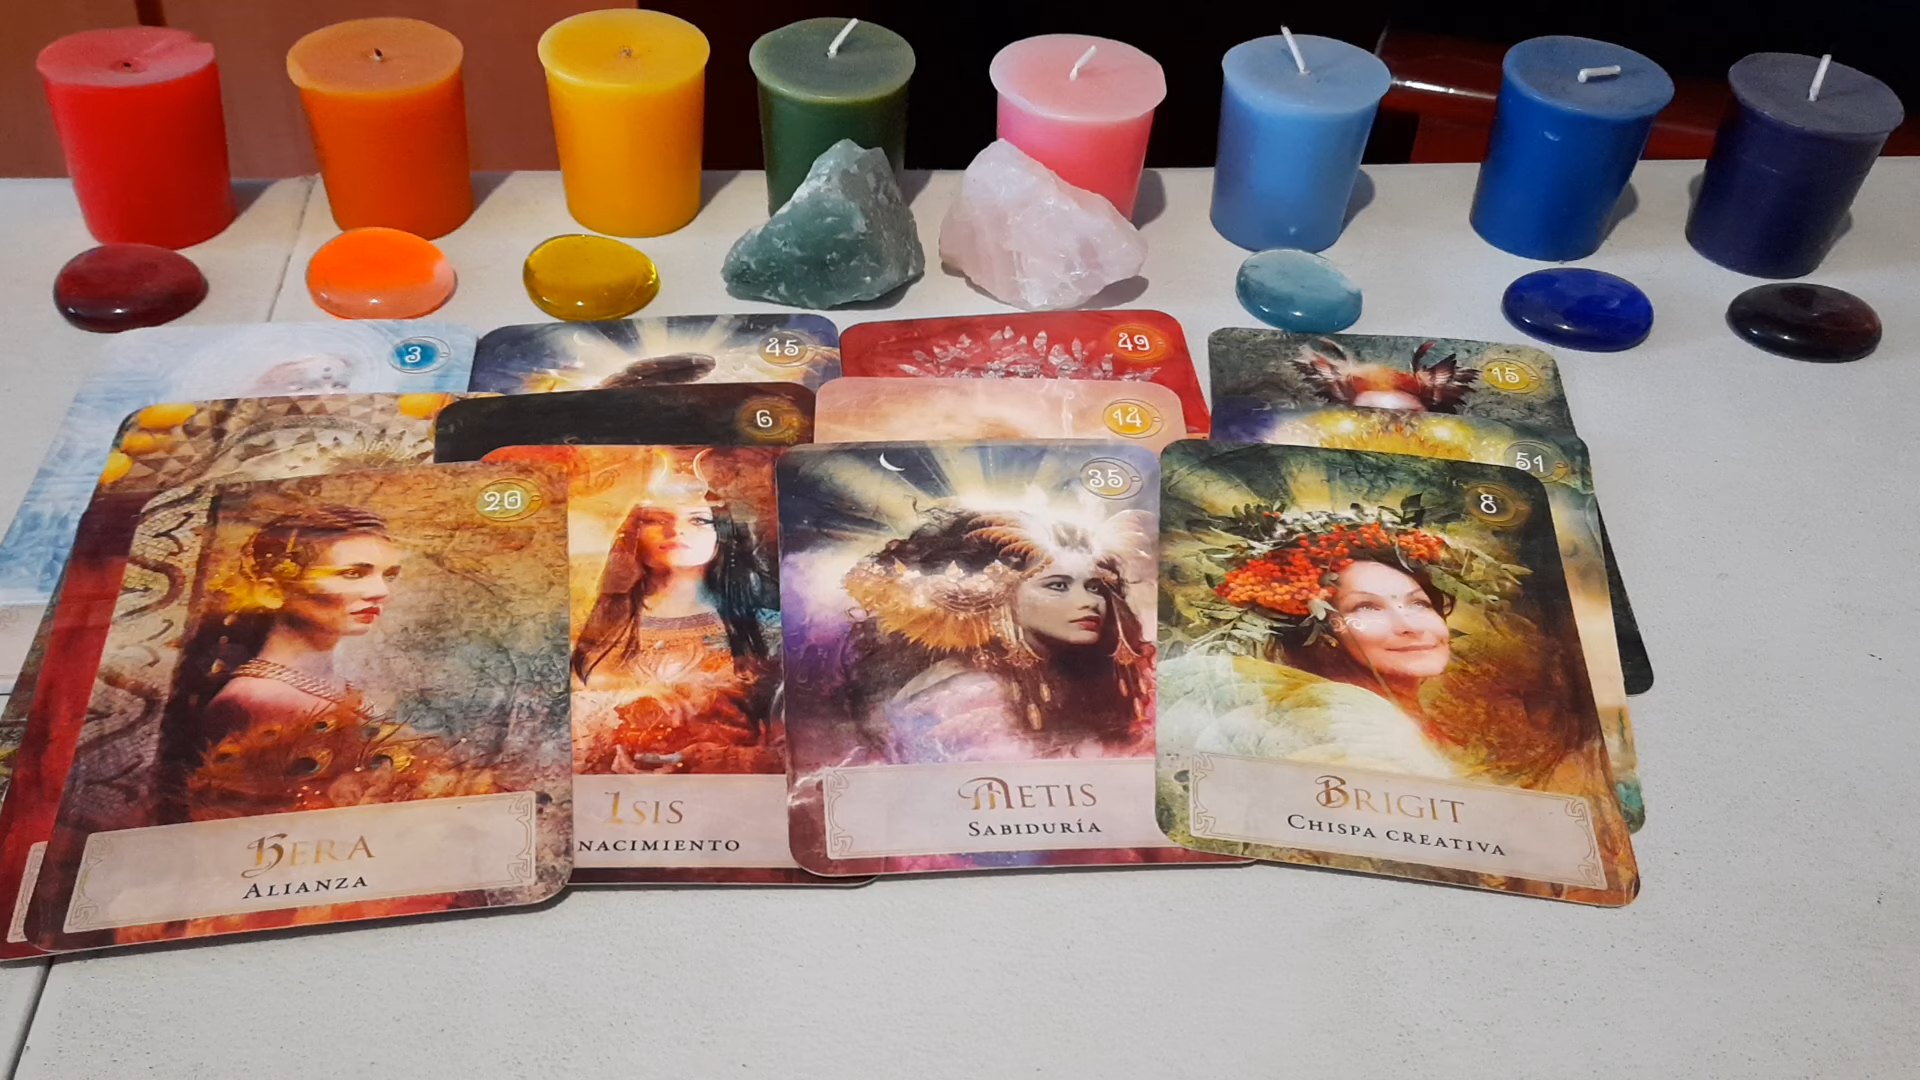 3
45
49
15
6
14
51
20
35
8
HERA
ALIANZA
ISIS
NACIMIENTO
METIS
SABIDURÍA
BRIGIT
CHISPA CREATIVA